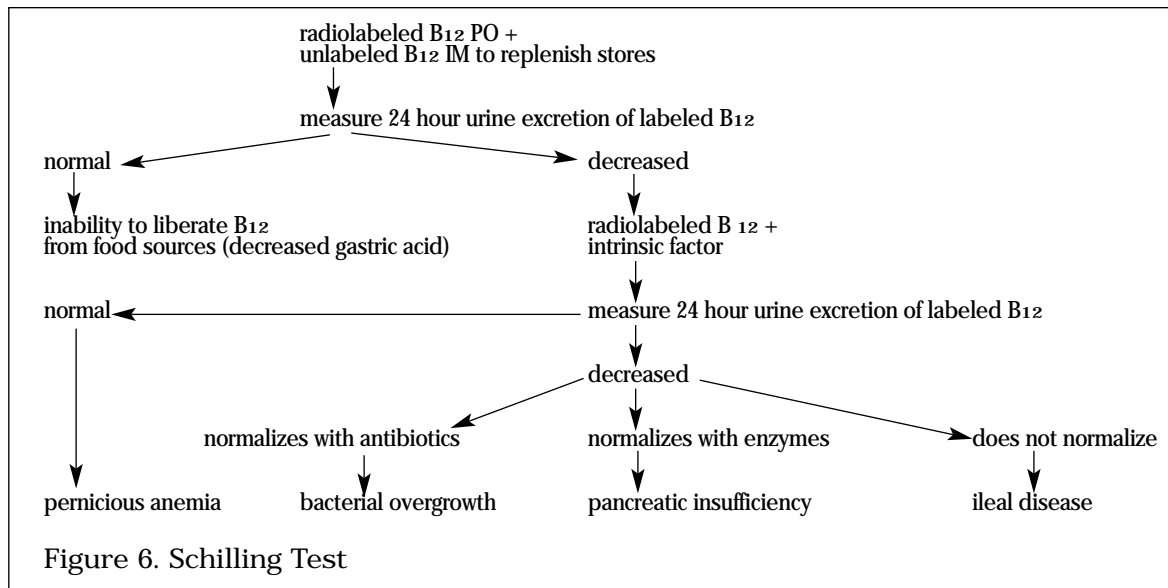 radiolabeled B12 PO +
unlabeled B12 IM to replenish stores
measure 24 hour urine excretion of labeled B12
normal
decreased
inability to liberate B12
from food sources (decreased gastric acid)
radiolabeled B 12 +
intrinsic factor
normal
measure 24 hour urine excretion of labeled B12
decreased
normalizes with antibiotics
normalizes with enzymes
does not normalize
pernicious anemia
bacterial overgrowth
pancreatic insufficiency
ileal disease
Figure 6. Schilling Test